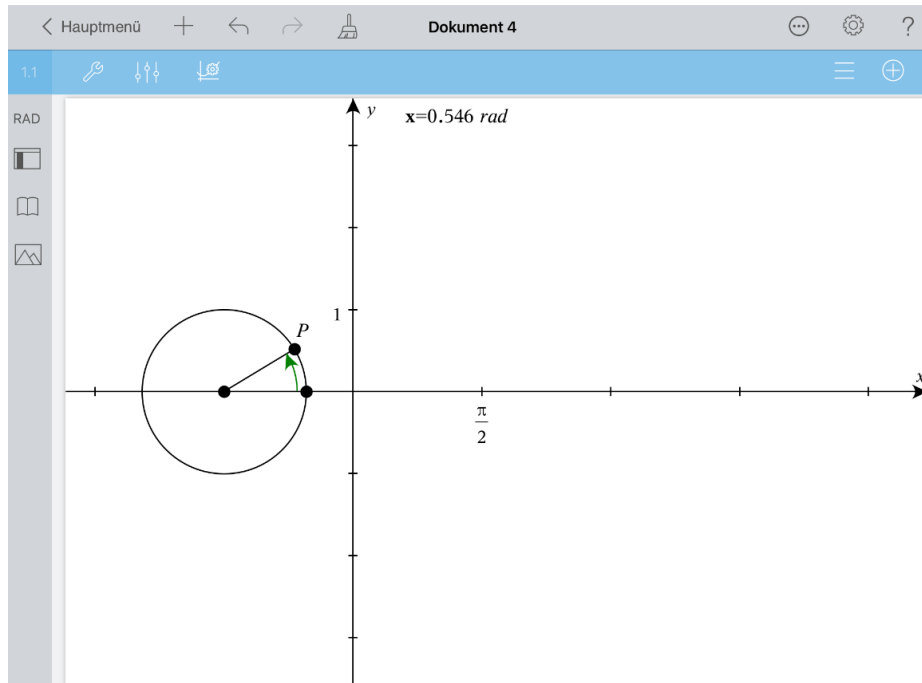 Hauptmenü
Dokument 4
?
1.1
RAD
y
x=0.546 rad
1
P
x
π
2